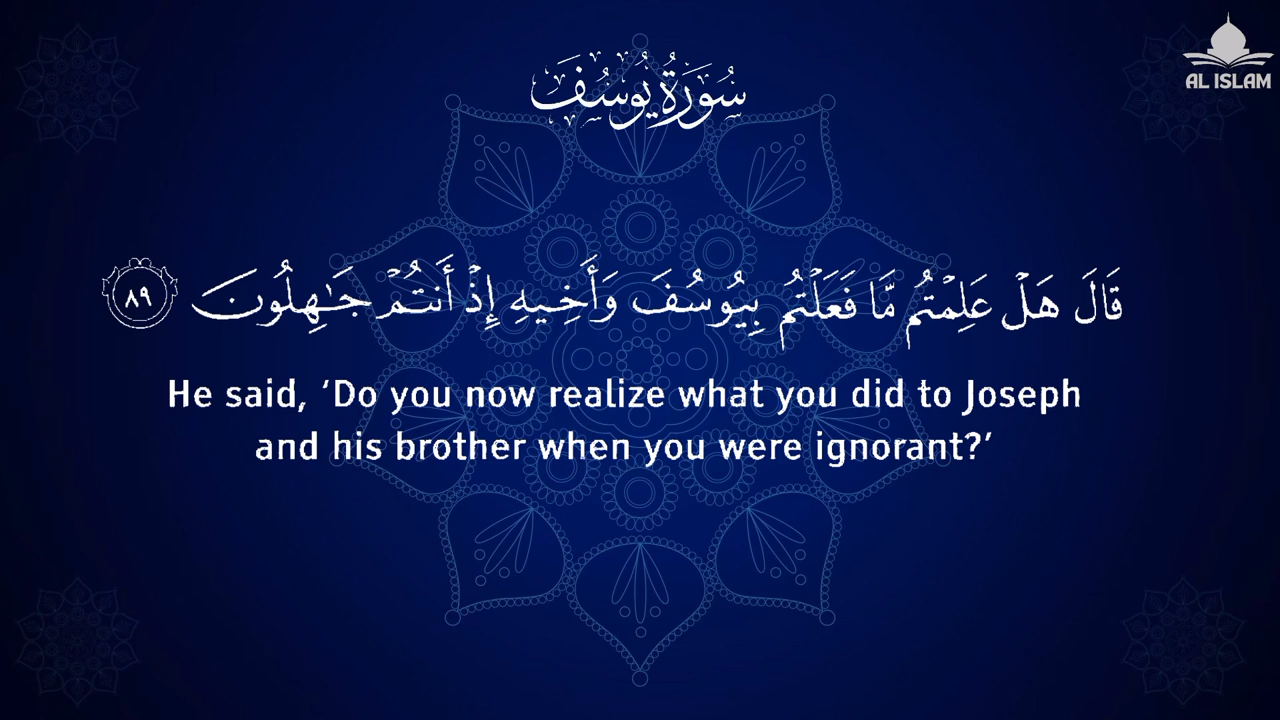 AL ISLAM
سُورَةُ يُوسُفَ
قَالَ هَلْ عَلِمْتُم مَّا فَعَلْتُم بِيُوسُفَ وَأَخِيهِ إِذْ أَنتُمْ جَـٰهِلُونَ ٨٩
He said, ‘Do you now realize what you did to Joseph
and his brother when you were ignorant?’